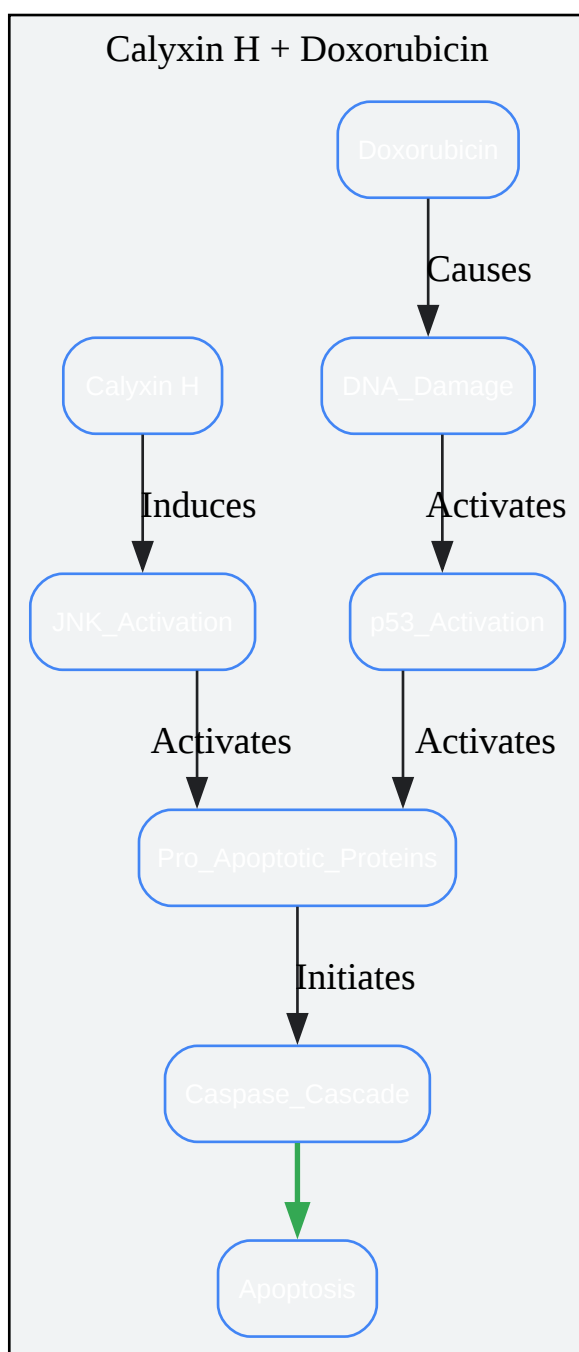 Calyxin H + Doxorubicin
Doxorubicin
Causes
Calyxin H
DNA_Damage
Induces
Activates
JNK_Activation
p53_Activation
Activates
Activates
Pro_Apoptotic_Proteins
Initiates
Caspase_Cascade
Apoptosis